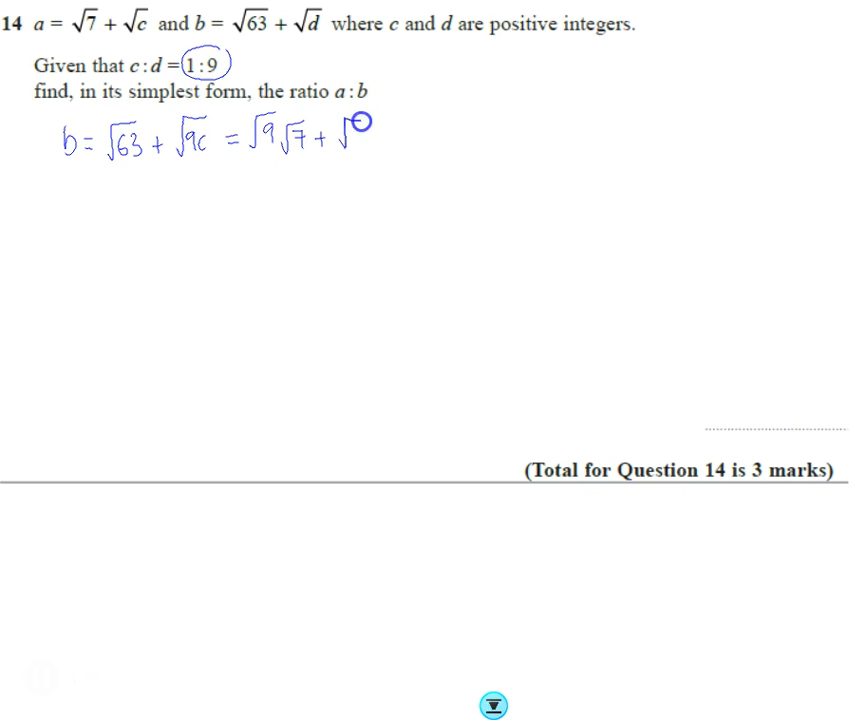 14 a = √7 + √c and b = √63 + √d where c and d are positive integers.
Given that c : d = 1 : 9
find, in its simplest form, the ratio a : b
b = √63 + √9c = √9 √7 + √
(Total for Question 14 is 3 marks)